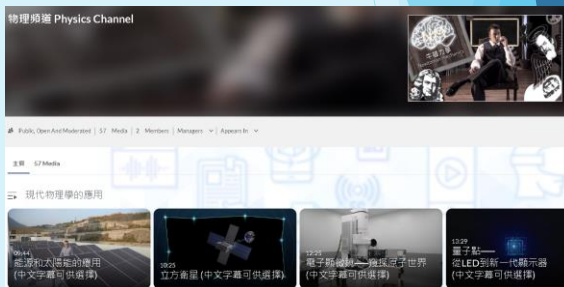 物理頻道 Physics Channel
Public, Open And Moderated | 57 Media | 2 Members | Managers | Appears In
主頁 57 Media
現代物理學的應用
能源和太陽能的應用
(中文字幕可供選擇)
10:25
立方衛星 (中文字幕可供選擇)
12:25
電子顯微鏡——窺探原子世界
(中文字幕可供選擇)
13:29
量子點——
從LED到新一代顯示器
(中文字幕可供選擇)